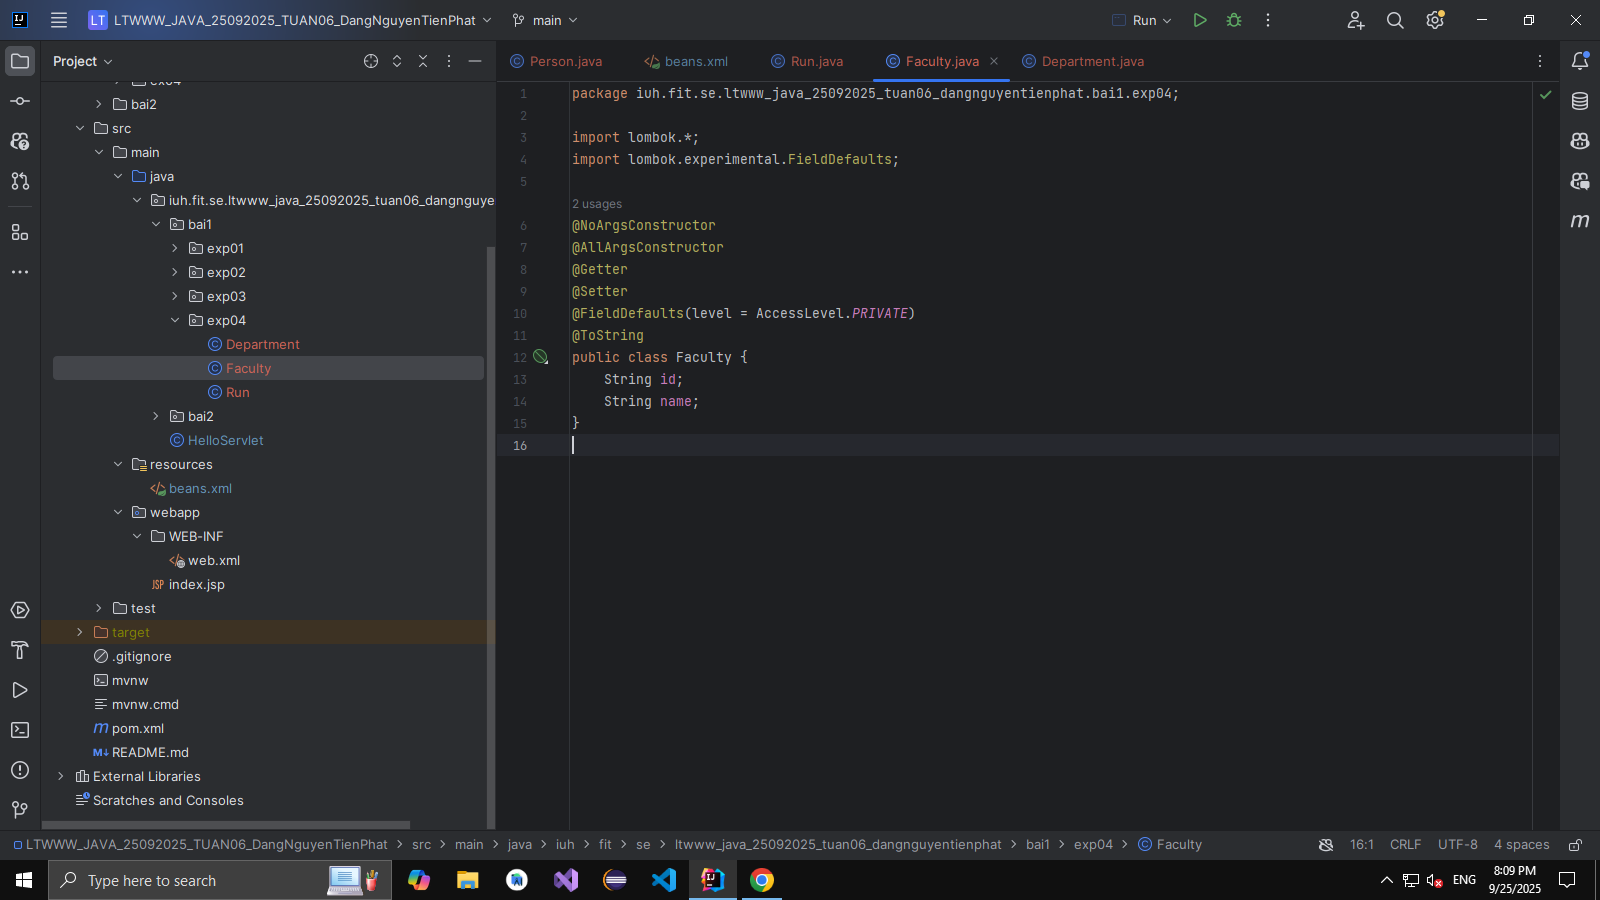 LT LTWWW_JAVA_25092025_TUAN06_DangNguyenTienPhat main Run
Project
Person.java beans.xml Run.java Faculty.java Department.java
bai2
src
main
java
iuh.fit.se.ltwww_java_25092025_tuan06_dangnguye
bai1
exp01
exp02
exp03
exp04
Department
Faculty
Run
bai2
HelloServlet
resources
beans.xml
webapp
WEB-INF
web.xml
JSP index.jsp
test
target
.gitignore
mvnw
mvnw.cmd
m pom.xml
M↓ README.md
External Libraries
Scratches and Consoles
1 package iuh.fit.se.ltwww_java_25092025_tuan06_dangnguyentienphat.bai1.exp04;
2
3 import lombok.*;
4 import lombok.experimental.FieldDefaults;
5
2 usages
6 @NoArgsConstructor
7 @AllArgsConstructor
8 @Getter
9 @Setter
10 @FieldDefaults(level = AccessLevel.PRIVATE)
11 @ToString
12 public class Faculty {
13     String id;
14     String name;
15 }
16
m
LTWWW_JAVA_25092025_TUAN06_DangNguyenTienPhat > src > main > java > iuh > fit > se > ltwww_java_25092025_tuan06_dangnguyentienphat > bai1 > exp04 > Faculty 16:1 CRLF UTF-8 4 spaces
Type here to search
ENG
8:09 PM
9/25/2025